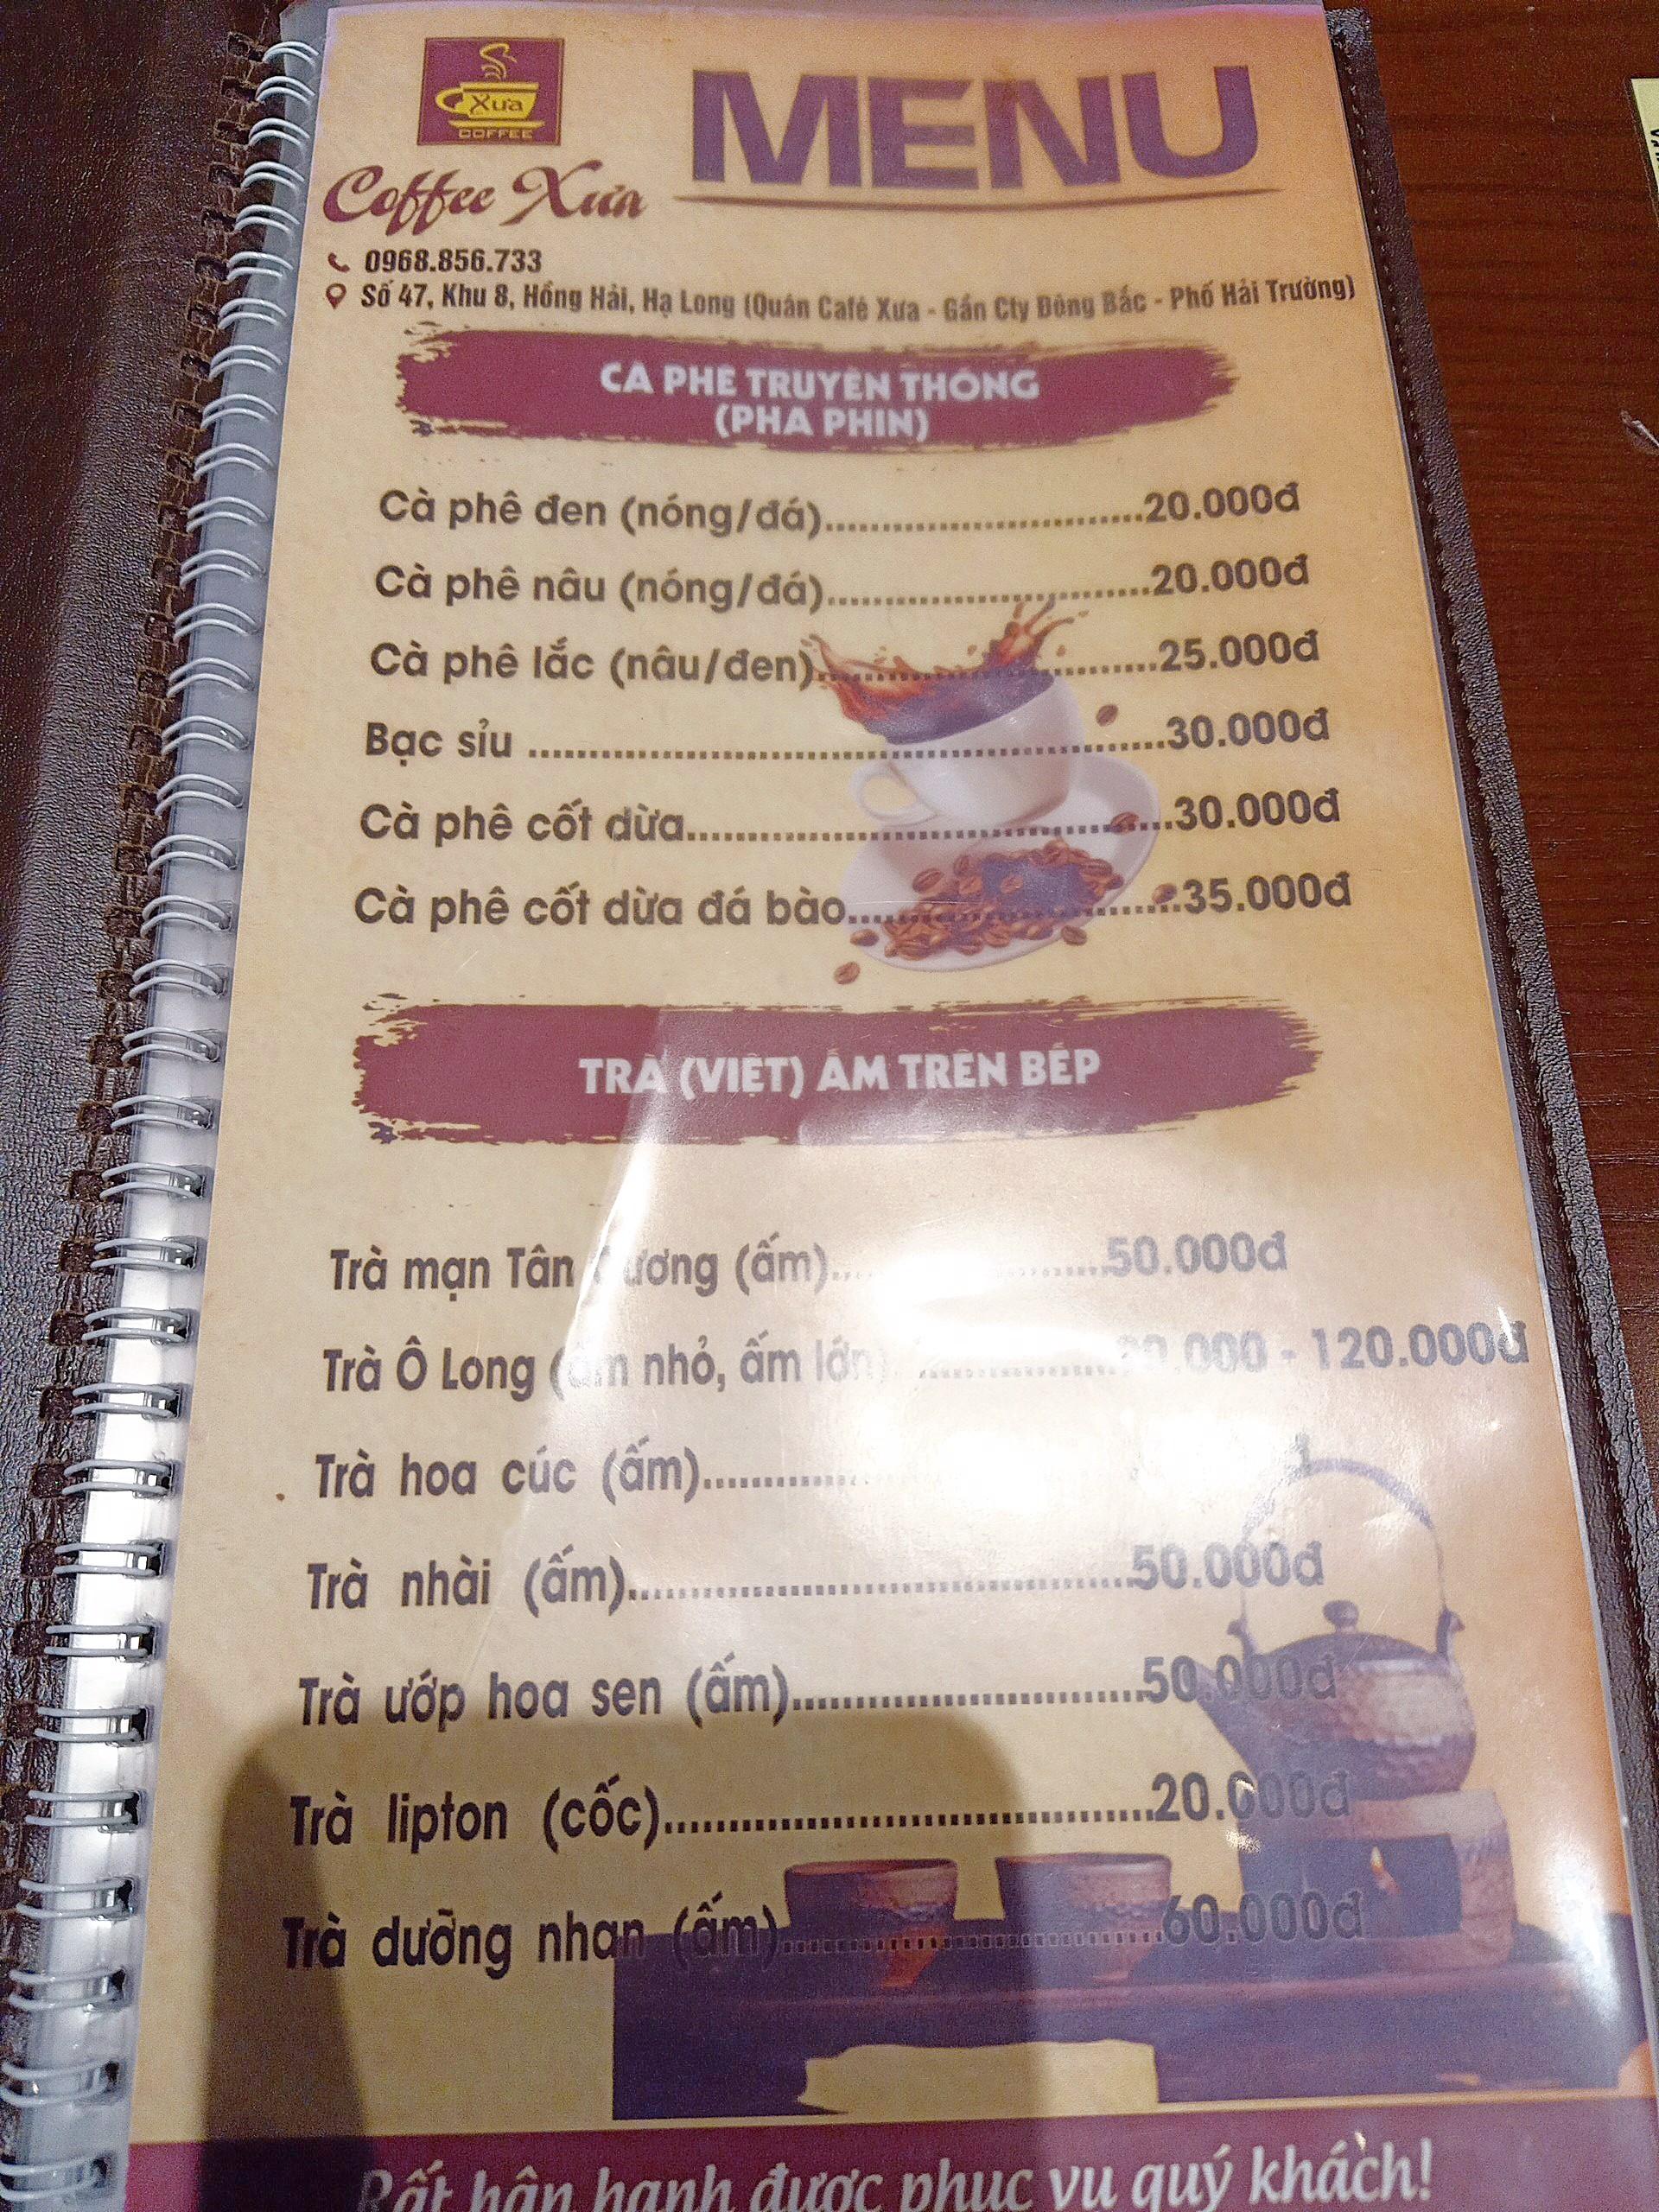 Xưa
COFFEE
Coffee Xưa
MENU
0968.856.733
Số 47, Khu 8, Hồng Hải, Hạ Long (Quán Café Xưa - Gần Cty Đông Bắc - Phố Hải Trường)
CÀ PHÊ TRUYỀN THỐNG
(PHA PHIN)
Cà phê đen (nóng/đá)............................20.000đ
Cà phê nâu (nóng/đá)............................20.000đ
Cà phê lắc (nâu/đen)............................25.000đ
Bạc sỉu ............................30.000đ
Cà phê cốt dừa............................30.000đ
Cà phê cốt dừa đá bào............................35.000đ
TRÀ (VIỆT) ẤM TRÊN BẾP
Trà mạn Tân (ấm)............................50.000đ
Trà Ô Long (ấm nhỏ, ấm lớn)................ - 120.000đ
Trà hoa cúc (ấm)................
Trà nhài (ấm)............................50.000đ
Trà ướp hoa sen (ấm)............................50.000đ
Trà lipton (cốc)............................20.000đ
Trà dưỡng nhan (ấm)............................60.000đ
Rất hân hạnh được phục vụ quý khách!